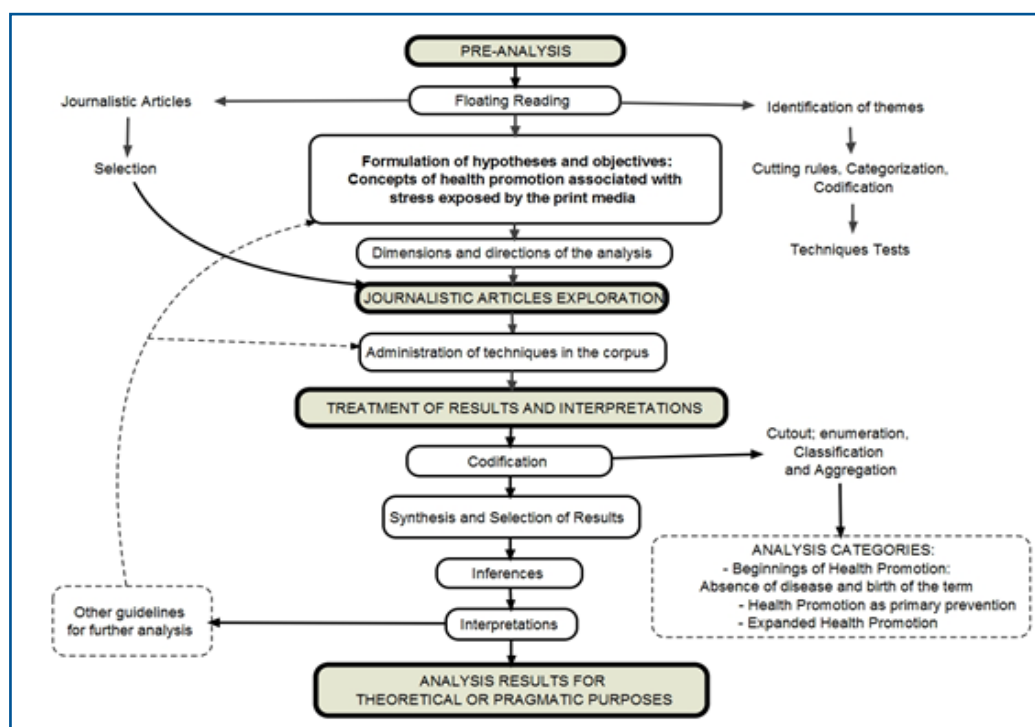 PRE-ANALYSIS
Journalistic Articles
Floating Reading
Identification of themes
Selection
Formulation of hypotheses and objectives:
Concepts of health promotion associated with
stress exposed by the print media
Cutting rules, Categorization,
Codification
Dimensions and directions of the analysis
Techniques Tests
JOURNALISTIC ARTICLES EXPLORATION
Administration of techniques in the corpus
TREATMENT OF RESULTS AND INTERPRETATIONS
Codification
Cutout; enumeration,
Classification
and Aggregation
Synthesis and Selection of Results
ANALYSIS CATEGORIES:
- Beginnings of Health Promotion:
Absence of disease and birth of the term
- Health Promotion as primary prevention
- Expanded Health Promotion
Inferences
Other guidelines
for further analysis
Interpretations
ANALYSIS RESULTS FOR
THEORETICAL OR PRAGMATIC PURPOSES